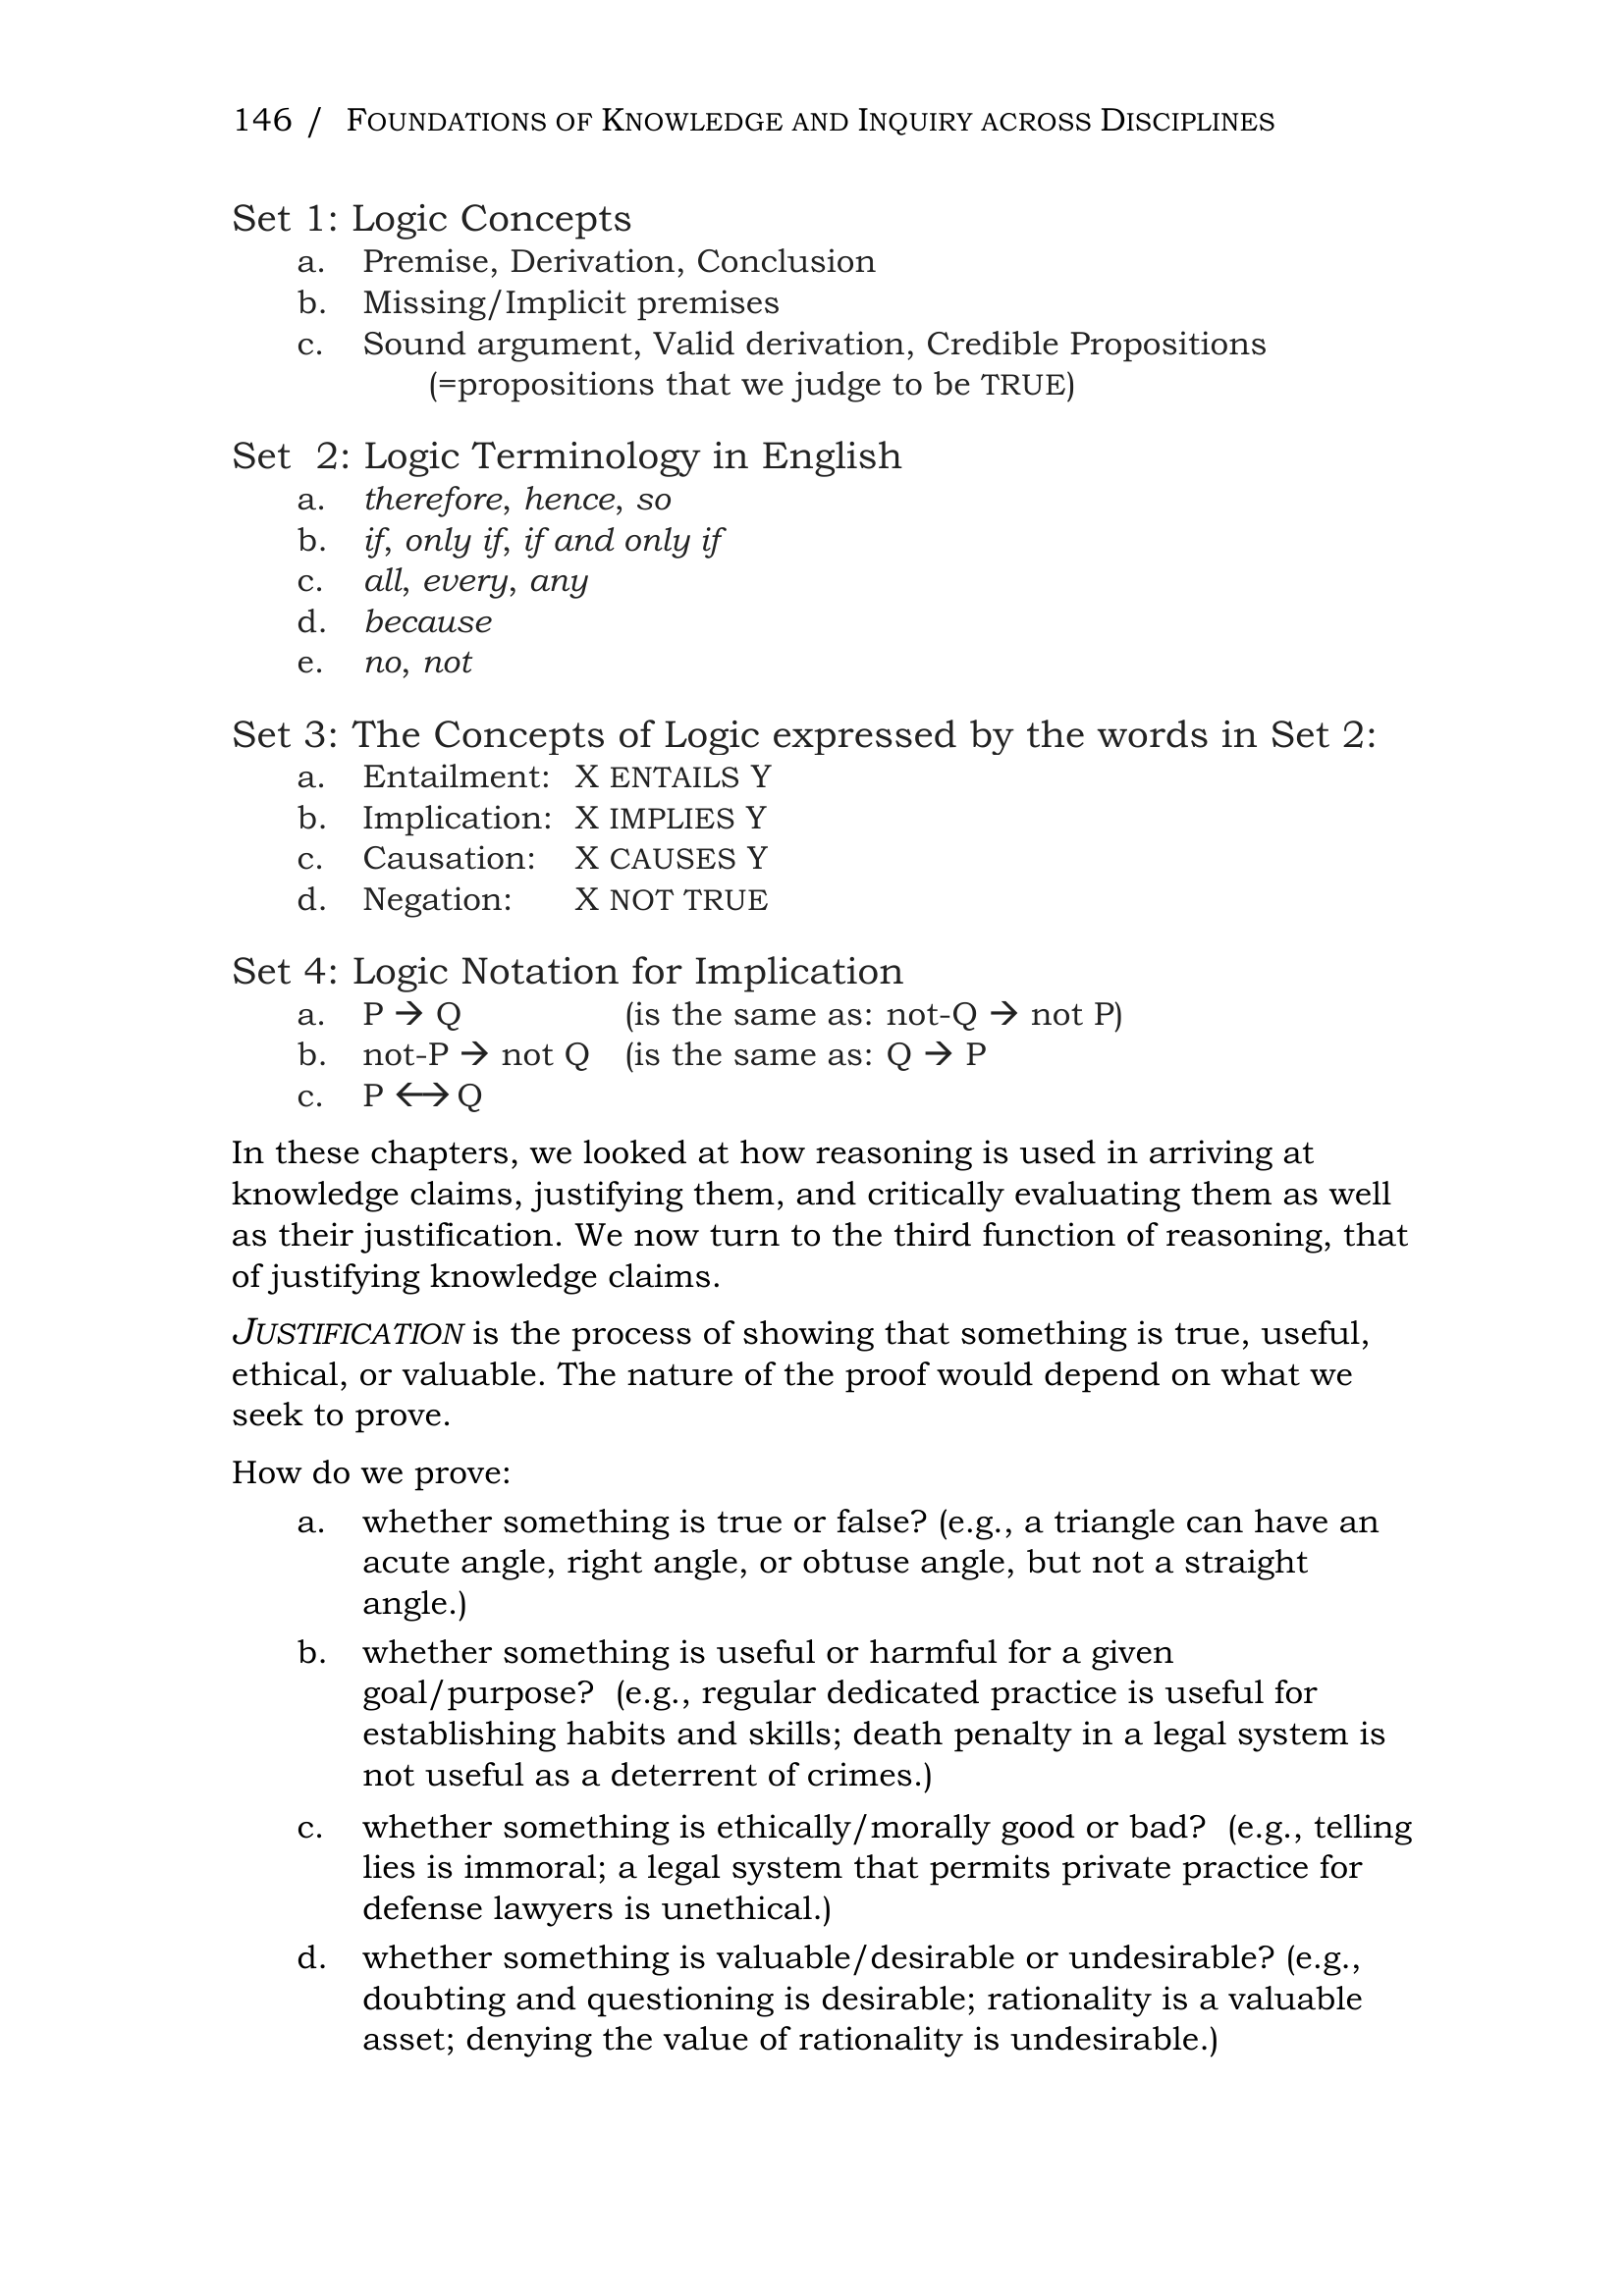 146 / FOUNDATIONS OF KNOWLEDGE AND INQUIRY ACROSS DISCIPLINES
Set 1: Logic Concepts
a. Premise, Derivation, Conclusion
b. Missing/Implicit premises
c. Sound argument, Valid derivation, Credible Propositions
(=propositions that we judge to be TRUE)
Set 2: Logic Terminology in English
a. therefore, hence, so
b. if, only if, if and only if
c. all, every, any
d. because
e. no, not
Set 3: The Concepts of Logic expressed by the words in Set 2:
a. Entailment: X ENTAILS Y
b. Implication: X IMPLIES Y
c. Causation: X CAUSES Y
d. Negation: X NOT TRUE
Set 4: Logic Notation for Implication
a. P → Q (is the same as: not-Q → not P)
b. not-P → not Q (is the same as: Q → P
c. P ←→ Q
In these chapters, we looked at how reasoning is used in arriving at
knowledge claims, justifying them, and critically evaluating them as well
as their justification. We now turn to the third function of reasoning, that
of justifying knowledge claims.
JUSTIFICATION is the process of showing that something is true, useful,
ethical, or valuable. The nature of the proof would depend on what we
seek to prove.
How do we prove:
a. whether something is true or false? (e.g., a triangle can have an
acute angle, right angle, or obtuse angle, but not a straight
angle.)
b. whether something is useful or harmful for a given
goal/purpose? (e.g., regular dedicated practice is useful for
establishing habits and skills; death penalty in a legal system is
not useful as a deterrent of crimes.)
c. whether something is ethically/morally good or bad? (e.g., telling
lies is immoral; a legal system that permits private practice for
defense lawyers is unethical.)
d. whether something is valuable/desirable or undesirable? (e.g.,
doubting and questioning is desirable; rationality is a valuable
asset; denying the value of rationality is undesirable.)